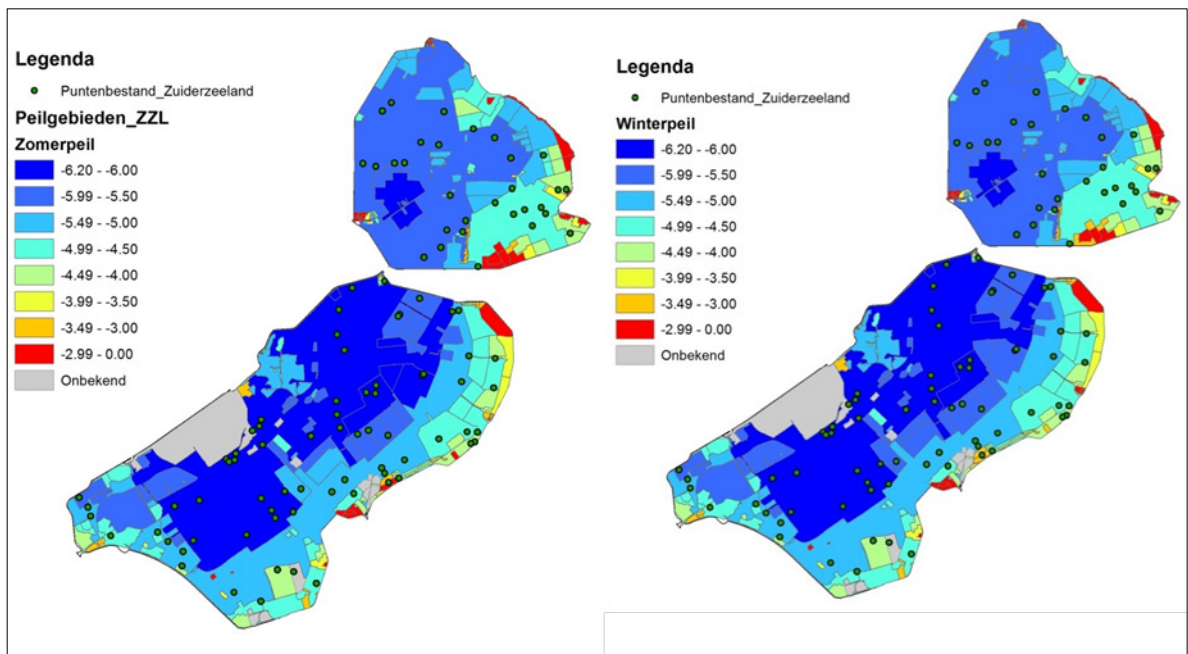 Legenda
Puntenbestand_Zuiderzeeland
Peilgebieden_ZZL
Zomerpeil
-6.20 - -6.00
-5.99 - -5.50
-5.49 - -5.00
-4.99 - -4.50
-4.49 - -4.00
-3.99 - -3.50
-3.49 - -3.00
-2.99 - 0.00
Onbekend
Legenda
Puntenbestand_Zuiderzeeland
Winterpeil
-6.20 - -6.00
-5.99 - -5.50
-5.49 - -5.00
-4.99 - -4.50
-4.49 - -4.00
-3.99 - -3.50
-3.49 - -3.00
-2.99 - 0.00
Onbekend